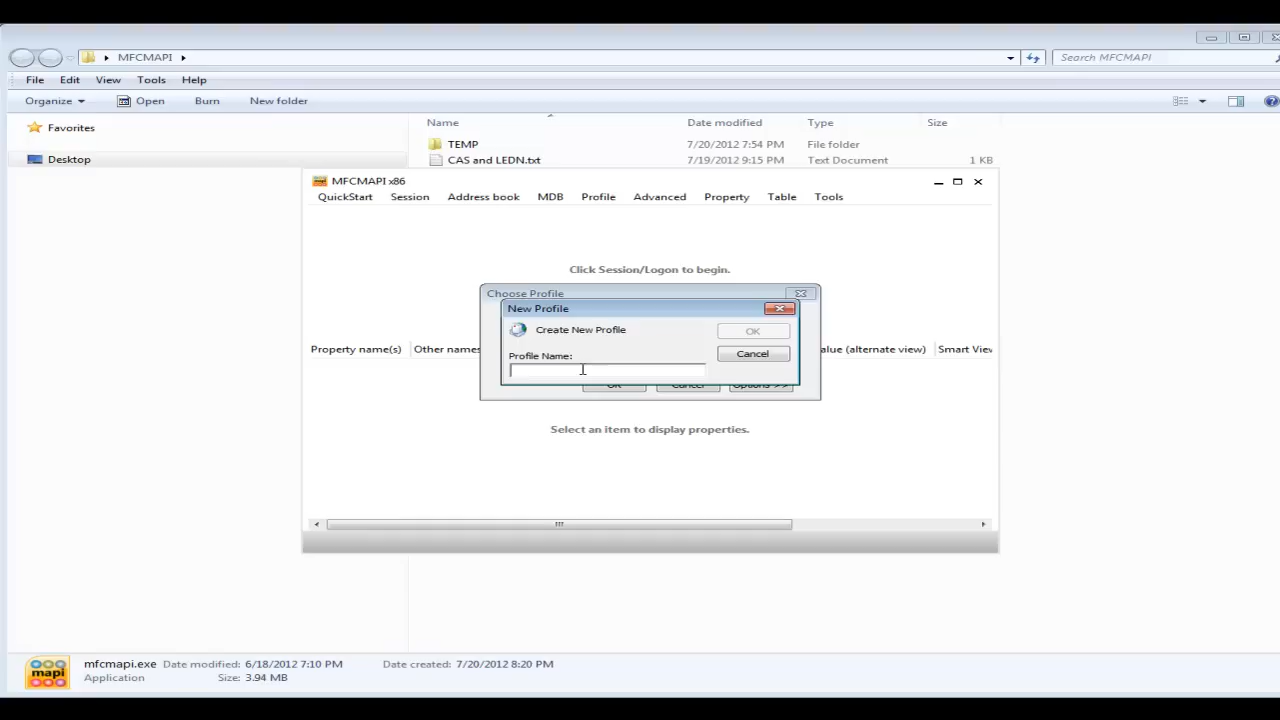 MFCMAPI
Search MFCMAPI
File Edit View Tools Help
Organize Open Burn New folder
Favorites
Desktop
Name Date modified Type Size
TEMP 7/20/2012 7:54 PM File folder
CAS and LEDN.txt 7/19/2012 9:15 PM Text Document 1 KB
MFCMAPI x86
QuickStart Session Address book MDB Profile Advanced Property Table Tools
Click Session/Logon to begin.
Choose Profile
New Profile
Create New Profile
OK
Profile Name:
Cancel
OK Cancel Options >>
Property name(s) Other names alue (alternate view) Smart View
Select an item to display properties.
mapi
mfcmapi.exe Date modified: 6/18/2012 7:10 PM Date created: 7/20/2012 8:20 PM
Application Size: 3.94 MB